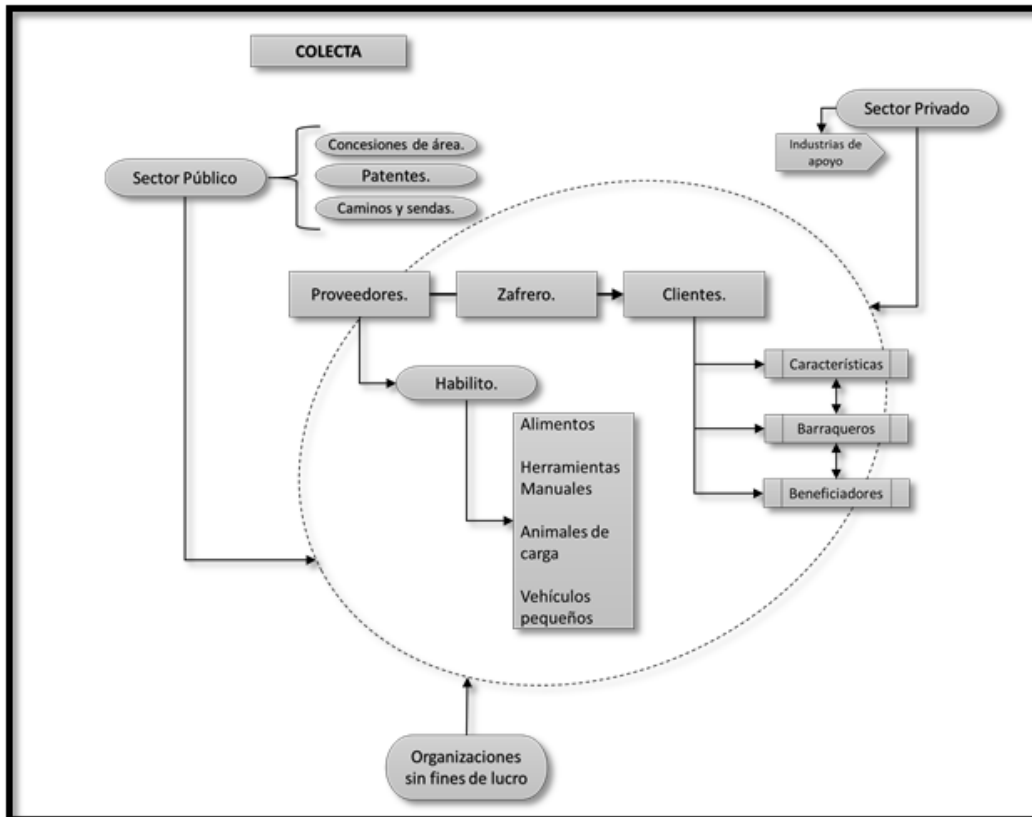 COLECTA
Sector Privado
Industrias de
apoyo
Concesiones de área.
Sector Público
Patentes.
Caminos y sendas.
Proveedores.
Zafrero.
Clientes.
Características
Habilito.
Barraqueros
Beneficiadores
Alimentos
Herramientas
Manuales
Animales de
carga
Vehículos
pequeños
Organizaciones
sin fines de lucro